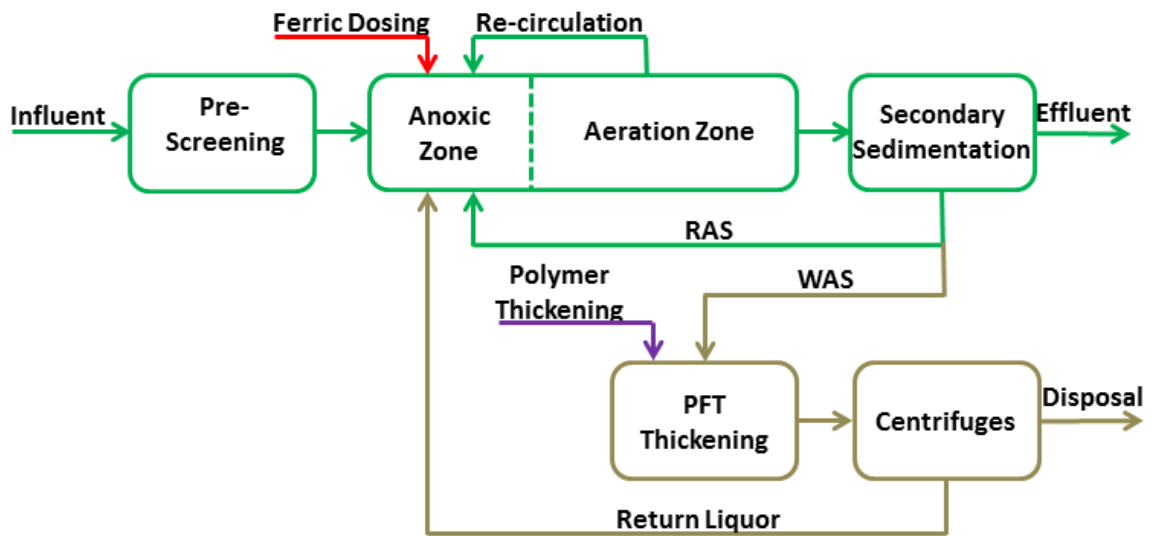 Ferric Dosing
Re-circulation
Influent
Pre-
Screening
Anoxic
Zone
Aeration Zone
Secondary
Sedimentation
Effluent
RAS
Polymer
Thickening
WAS
PFT
Thickening
Centrifuges
Disposal
Return Liquor